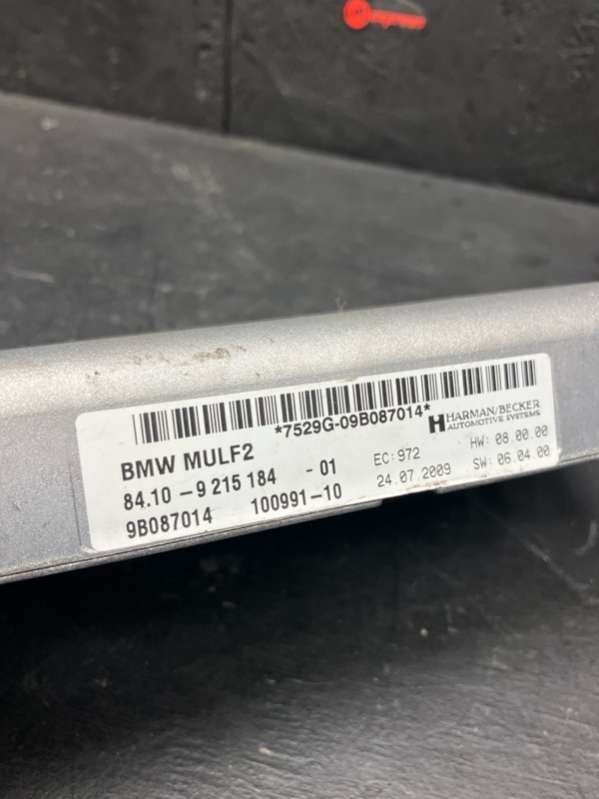 *7529G-09B087014*
HARMAN/BECKER
AUTOMOTIVE SYSTEMS
BMW MULF2
84.10 - 9 215 184 - 01
EC: 972
HW: 08.00.00
9B087014 100991-10
24.07.2009
SW: 06.04.00